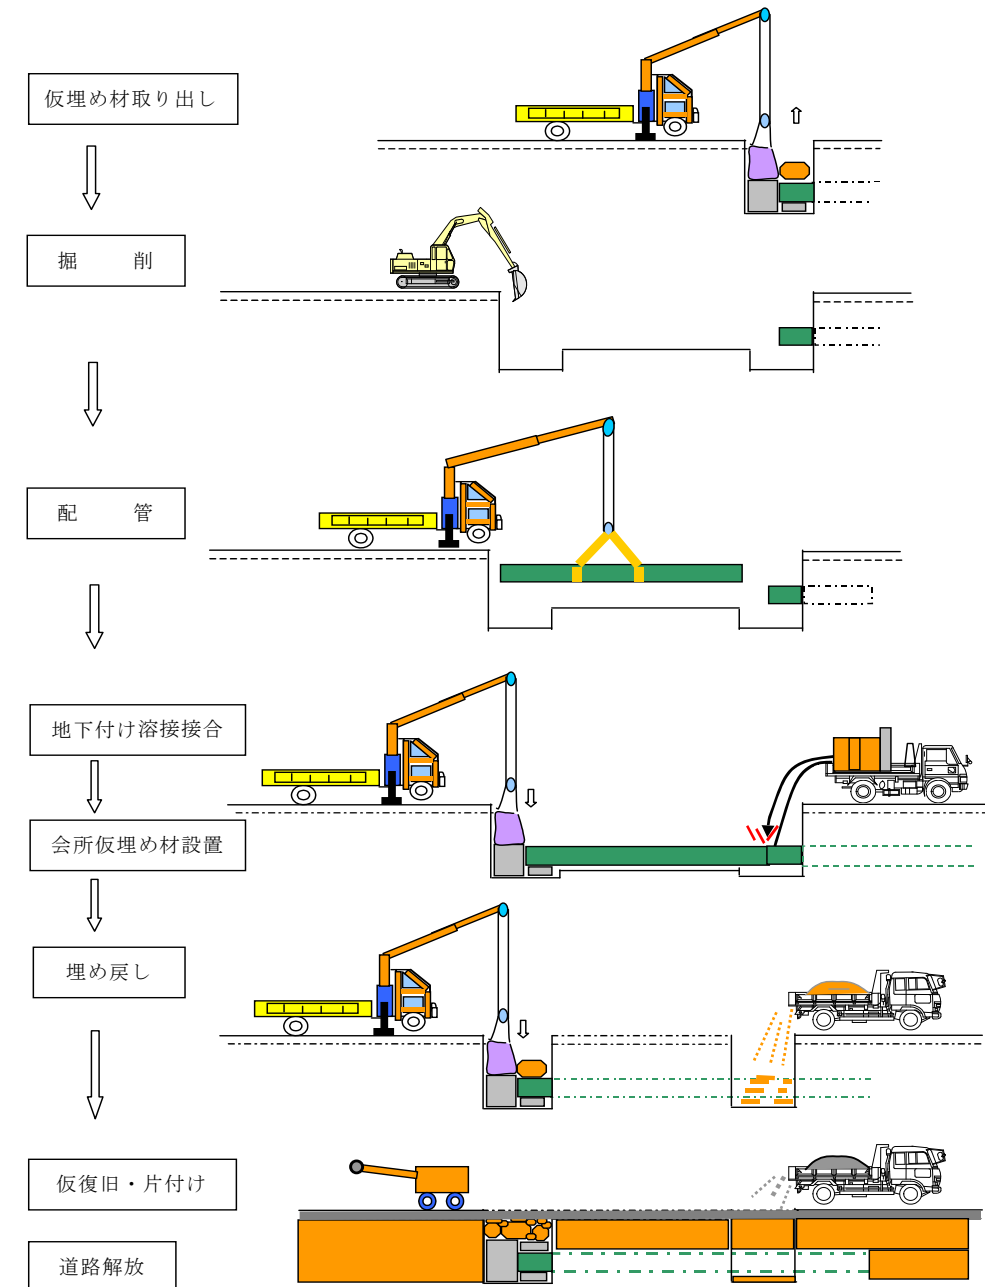 仮埋め材取り出し
掘　　削
配　　管
地下付け溶接接合
会所仮埋め材設置
埋め戻し
仮復旧・片付け
道路解放